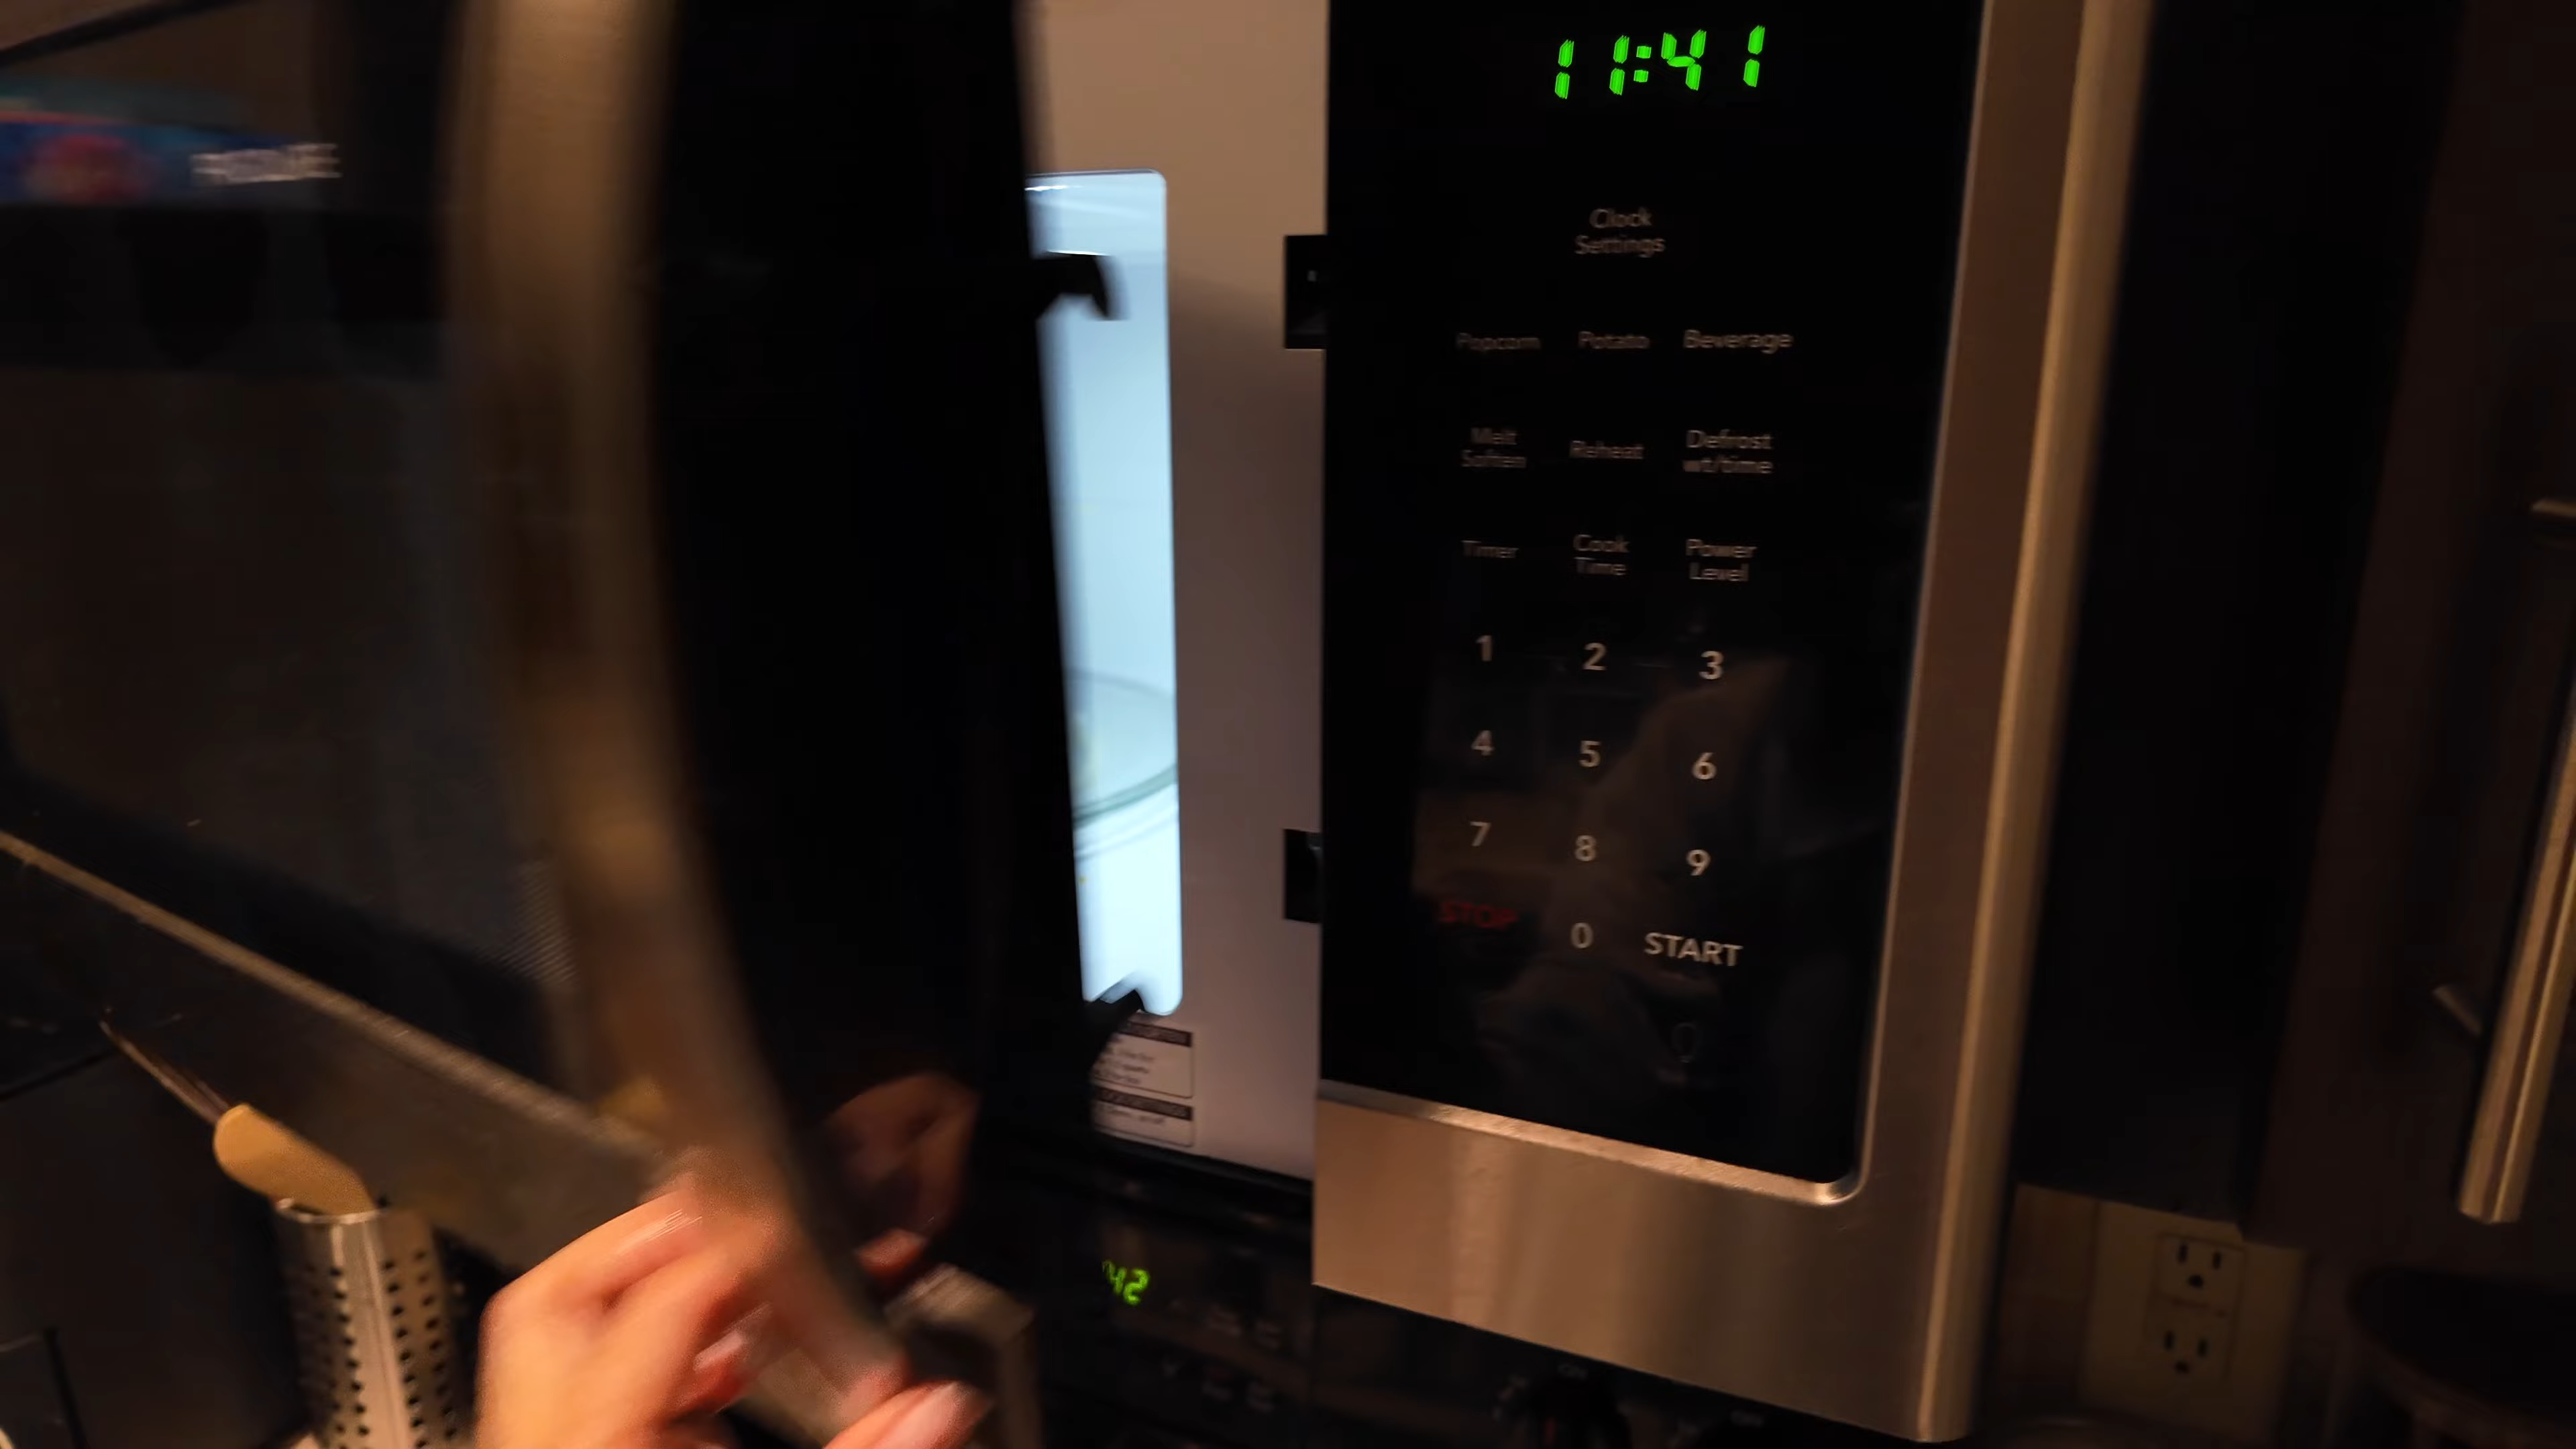 11:41
Clock
Settings
Popcorn Potato Beverage
Melt
Soften
Reheat
Defrost
wt/time
Timer
Cook
Time
Power
Level
1 2 3
4 5 6
7 8 9
STOP 0 START
42